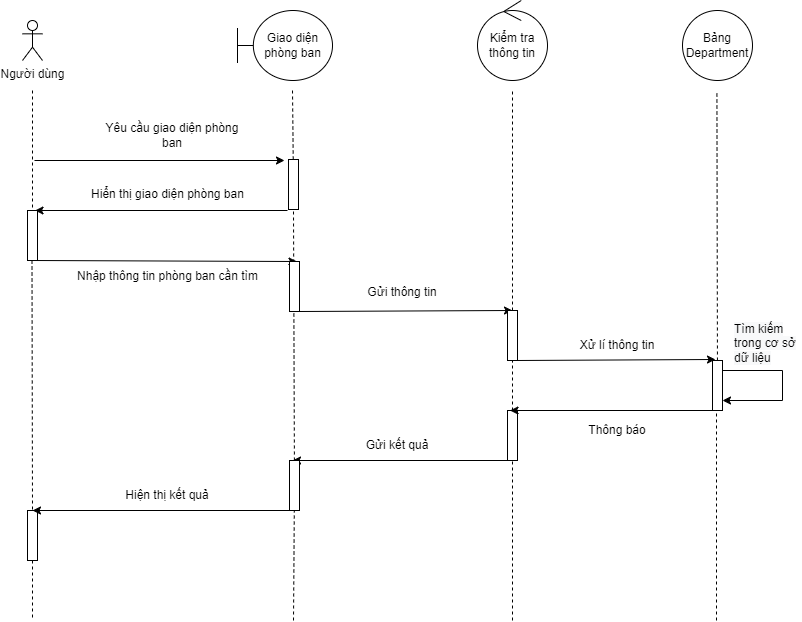 Người dùng
Giao diện
phòng ban
Kiểm tra
thông tin
Bảng
Department
Yêu cầu giao diện phòng
ban
Hiển thị giao diện phòng ban
Nhập thông tin phòng ban cần tìm
Gửi thông tin
Xử lí thông tin
Tìm kiếm
trong cơ sở
dữ liệu
Thông báo
Gửi kết quả
Hiện thị kết quả